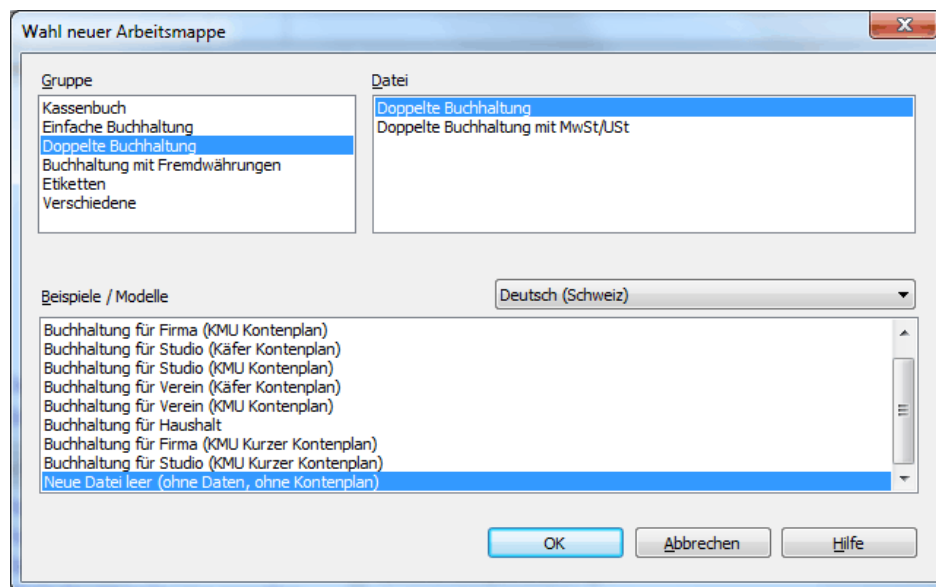 Wahl neuer Arbeitsmappe
Gruppe
Datei
Kassenbuch
Einfache Buchhaltung
Doppelte Buchhaltung
Buchhaltung mit Fremdwährungen
Etiketten
Verschiedene
Doppelte Buchhaltung
Doppelte Buchhaltung mit MwSt/USt
Beispiele / Modelle
Deutsch (Schweiz)
Buchhaltung für Firma (KMU Kontenplan)
Buchhaltung für Studio (Käfer Kontenplan)
Buchhaltung für Studio (KMU Kontenplan)
Buchhaltung für Verein (Käfer Kontenplan)
Buchhaltung für Verein (KMU Kontenplan)
Buchhaltung für Haushalt
Buchhaltung für Firma (KMU Kurzer Kontenplan)
Buchhaltung für Studio (KMU Kurzer Kontenplan)
Neue Datei leer (ohne Daten, ohne Kontenplan)
OK
Abbrechen
Hilfe